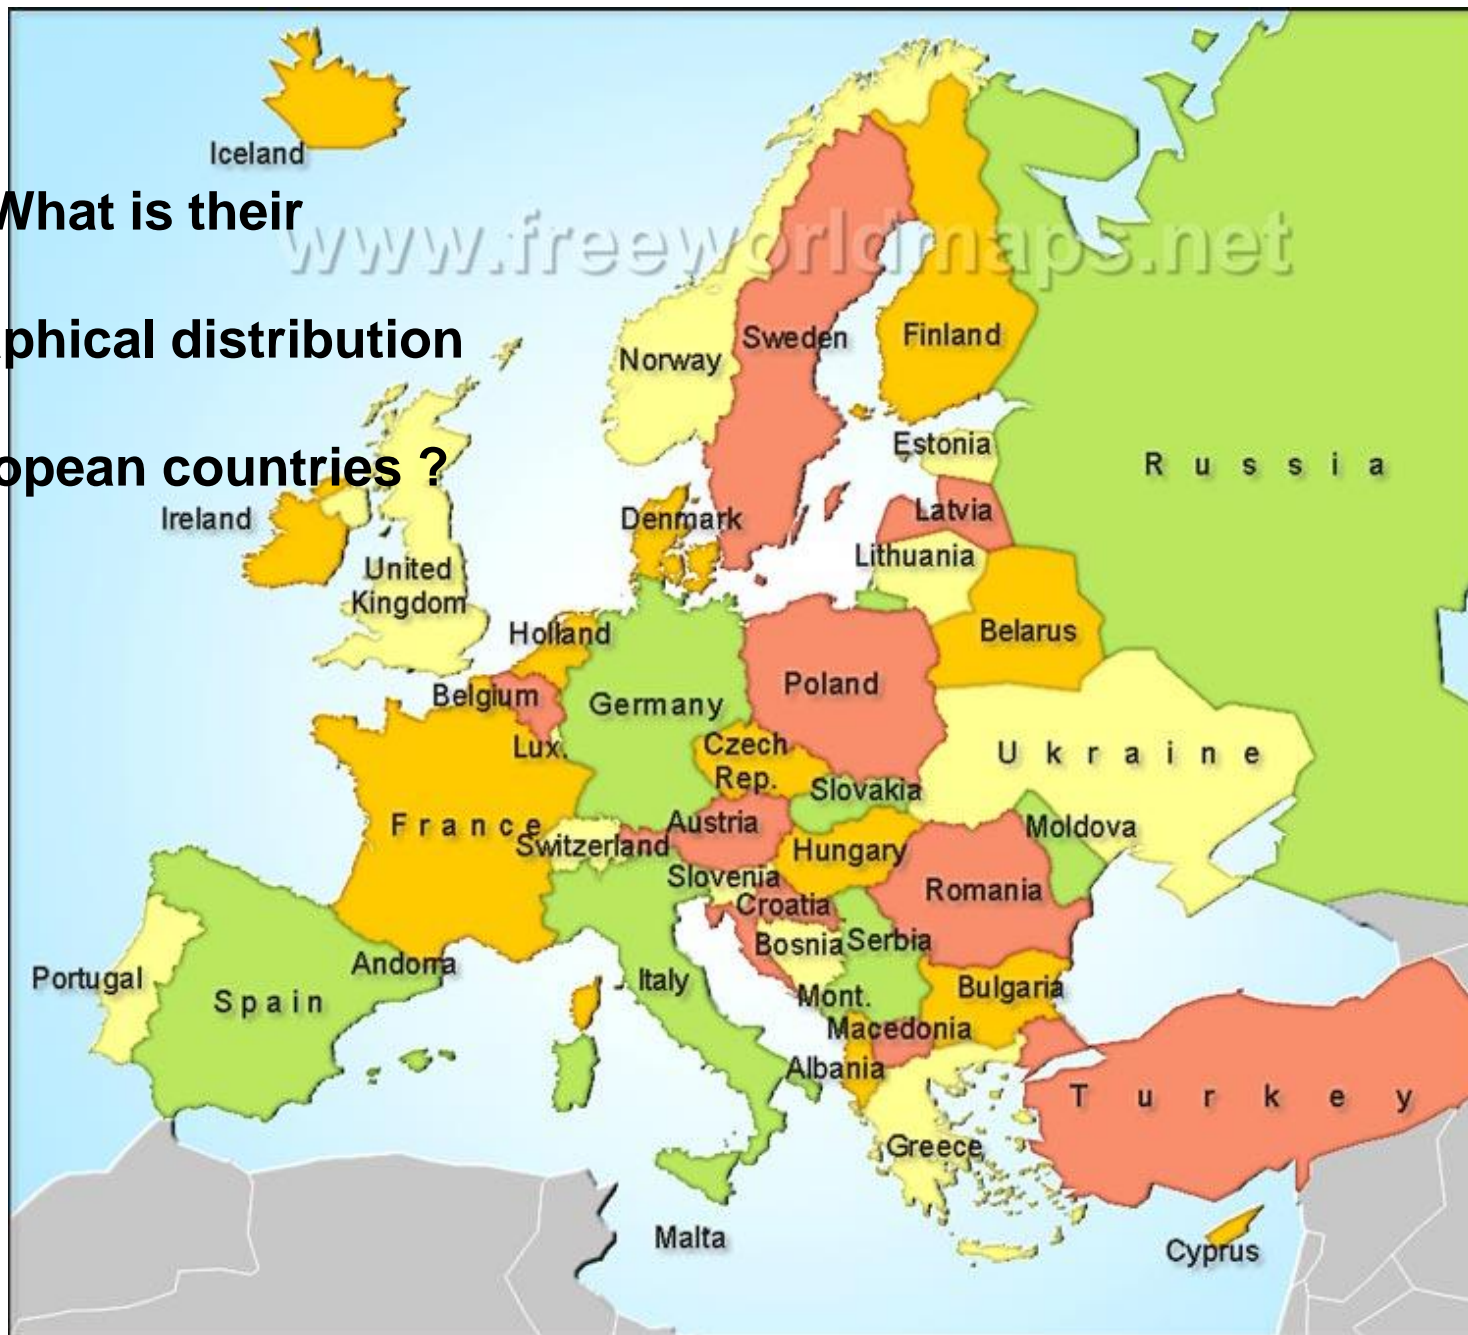 Iceland
What is their
www.freeworldmaps.net
phical distribution
opean countries ?
Norway
Sweden
Finland
Estonia
Russia
Ireland
Denmark
Latvia
Lithuania
United
Kingdom
Holland
Belarus
Belgium
Germany
Poland
Lux.
Czech
Rep.
Ukraine
Slovakia
France
Switzerland
Austria
Hungary
Moldova
Slovenia
Croatia
Romania
Bosnia
Serbia
Portugal
Spain
Andorra
Italy
Mont.
Bulgaria
Macedonia
Albania
Turkey
Greece
Malta
Cyprus